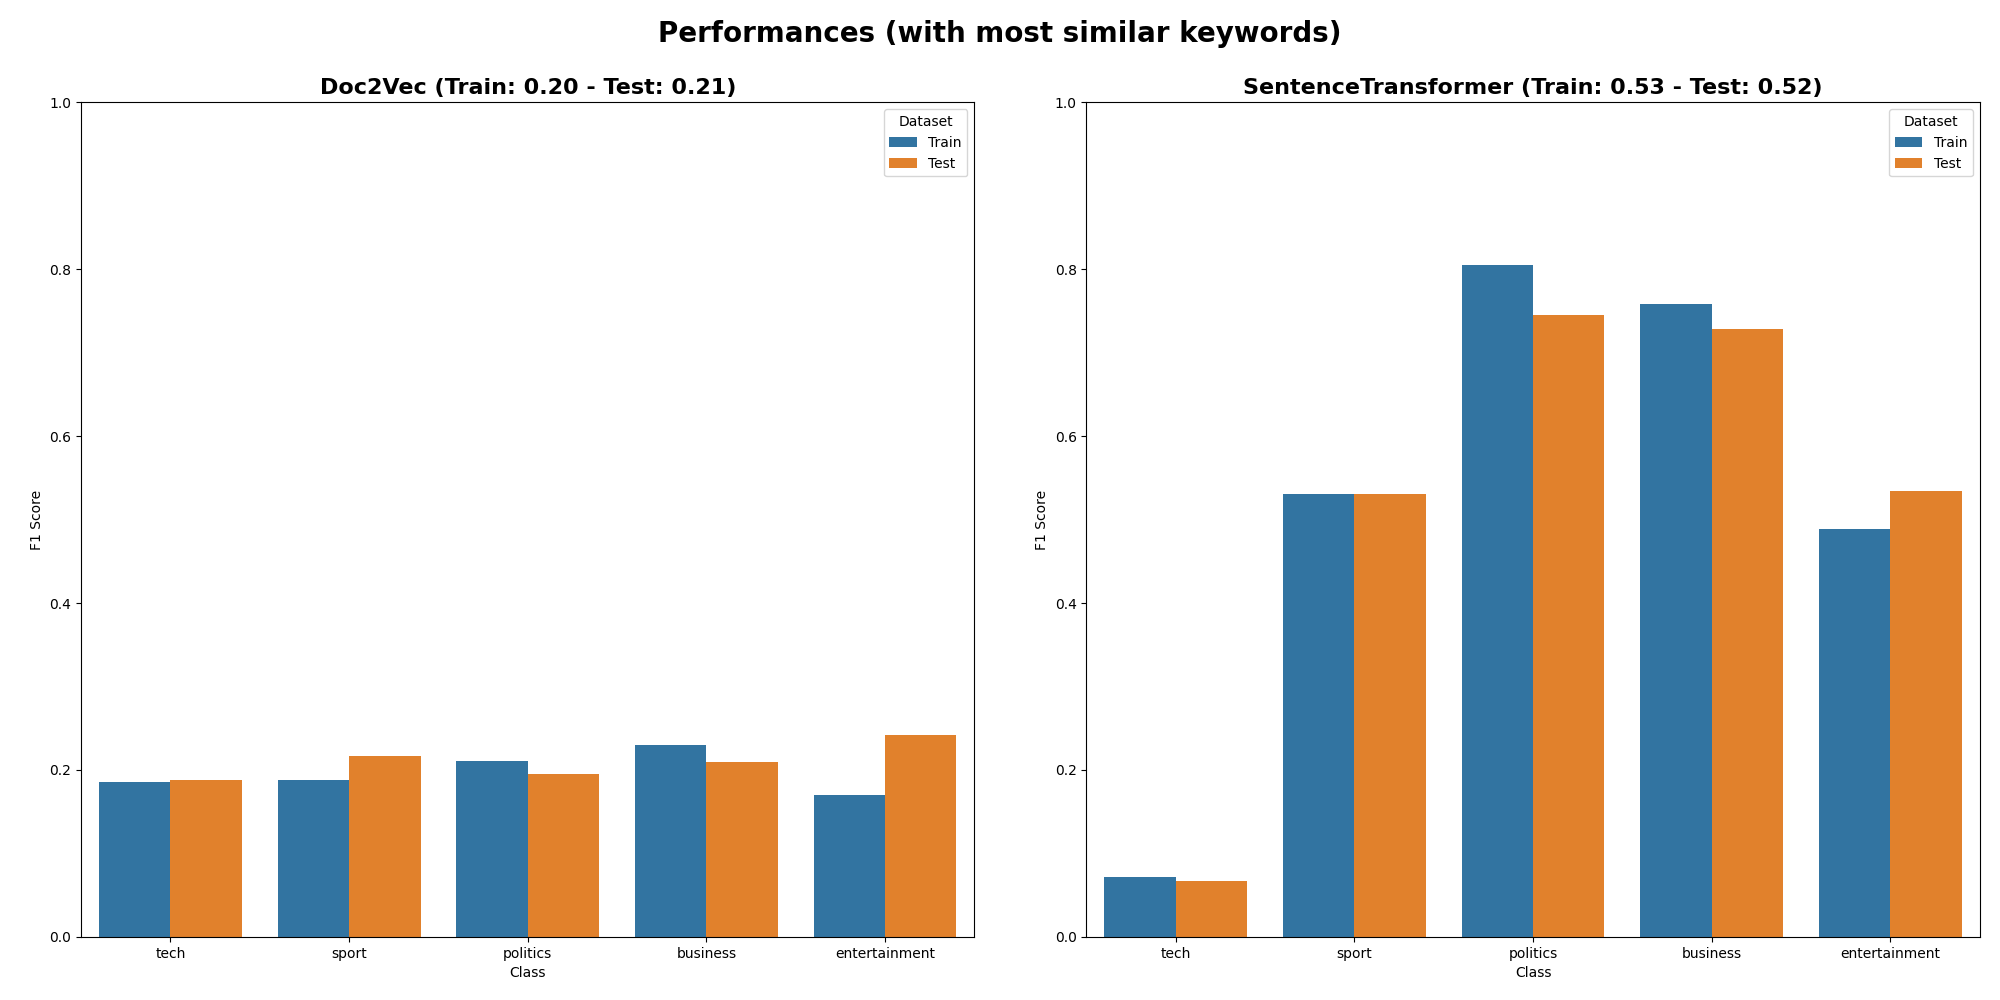 Performances (with most similar keywords)
Doc2Vec (Train: 0.20 - Test: 0.21)
1.0
0.8
0.6
0.4
0.2
0.0
F1 Score
Dataset
Train
Test
tech sport politics business entertainment
Class
SentenceTransformer (Train: 0.53 - Test: 0.52)
1.0
0.8
0.6
0.4
0.2
0.0
F1 Score
Dataset
Train
Test
tech sport politics business entertainment
Class